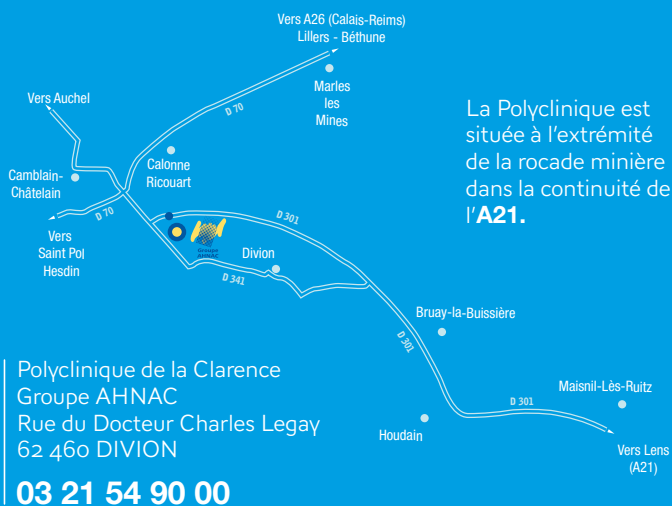 Vers A26 (Calais-Reims)
Lillers - Béthune
Marles
les
Mines
Vers Auchel
D 70
La Polyclinique est
située à l'extrémité
de la rocade minière
dans la continuité de
l'A21.
Calonne
Ricouart
Camblain-
Châtelain
D 70
D 301
Vers
Saint Pol
Hesdin
Groupe
AHNAC
Divion
D 341
Bruay-la-Buissière
D 301
Polyclinique de la Clarence
Groupe AHNAC
Rue du Docteur Charles Legay
62 460 DIVION
03 21 54 90 00
Maisnil-Lès-Ruitz
D 301
Houdain
Vers Lens
(A21)